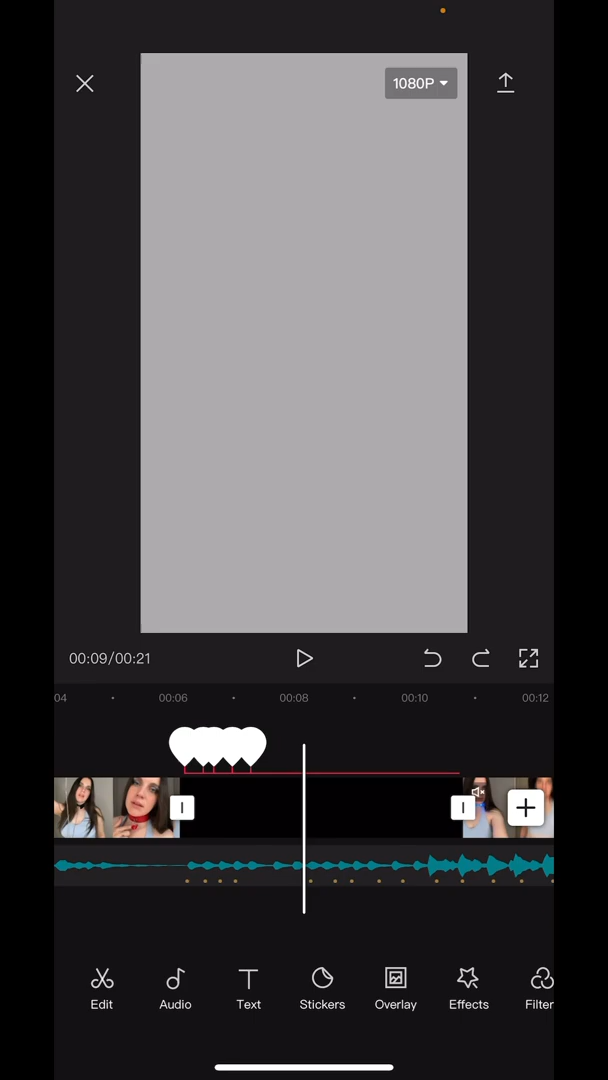 1080P
00:09/00:21
04
00:06
00:08
00:10
00:12
Edit
Audio
Text
Stickers
Overlay
Effects
Filter